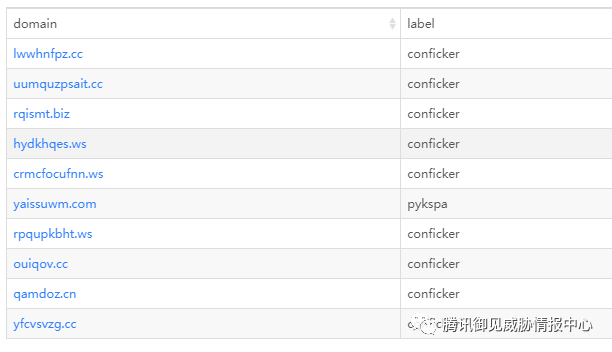 domain label
lwwhnfpz.cc conficker
uumquzpsait.cc conficker
rqismt.biz conficker
hydkhqes.ws conficker
crmcfocufnn.ws conficker
yaissuwm.com pykspa
rpqupkbht.ws conficker
ouiqov.cc conficker
qamdoz.cn conficker
yfcvsvzg.cc
腾讯御见威胁情报中心